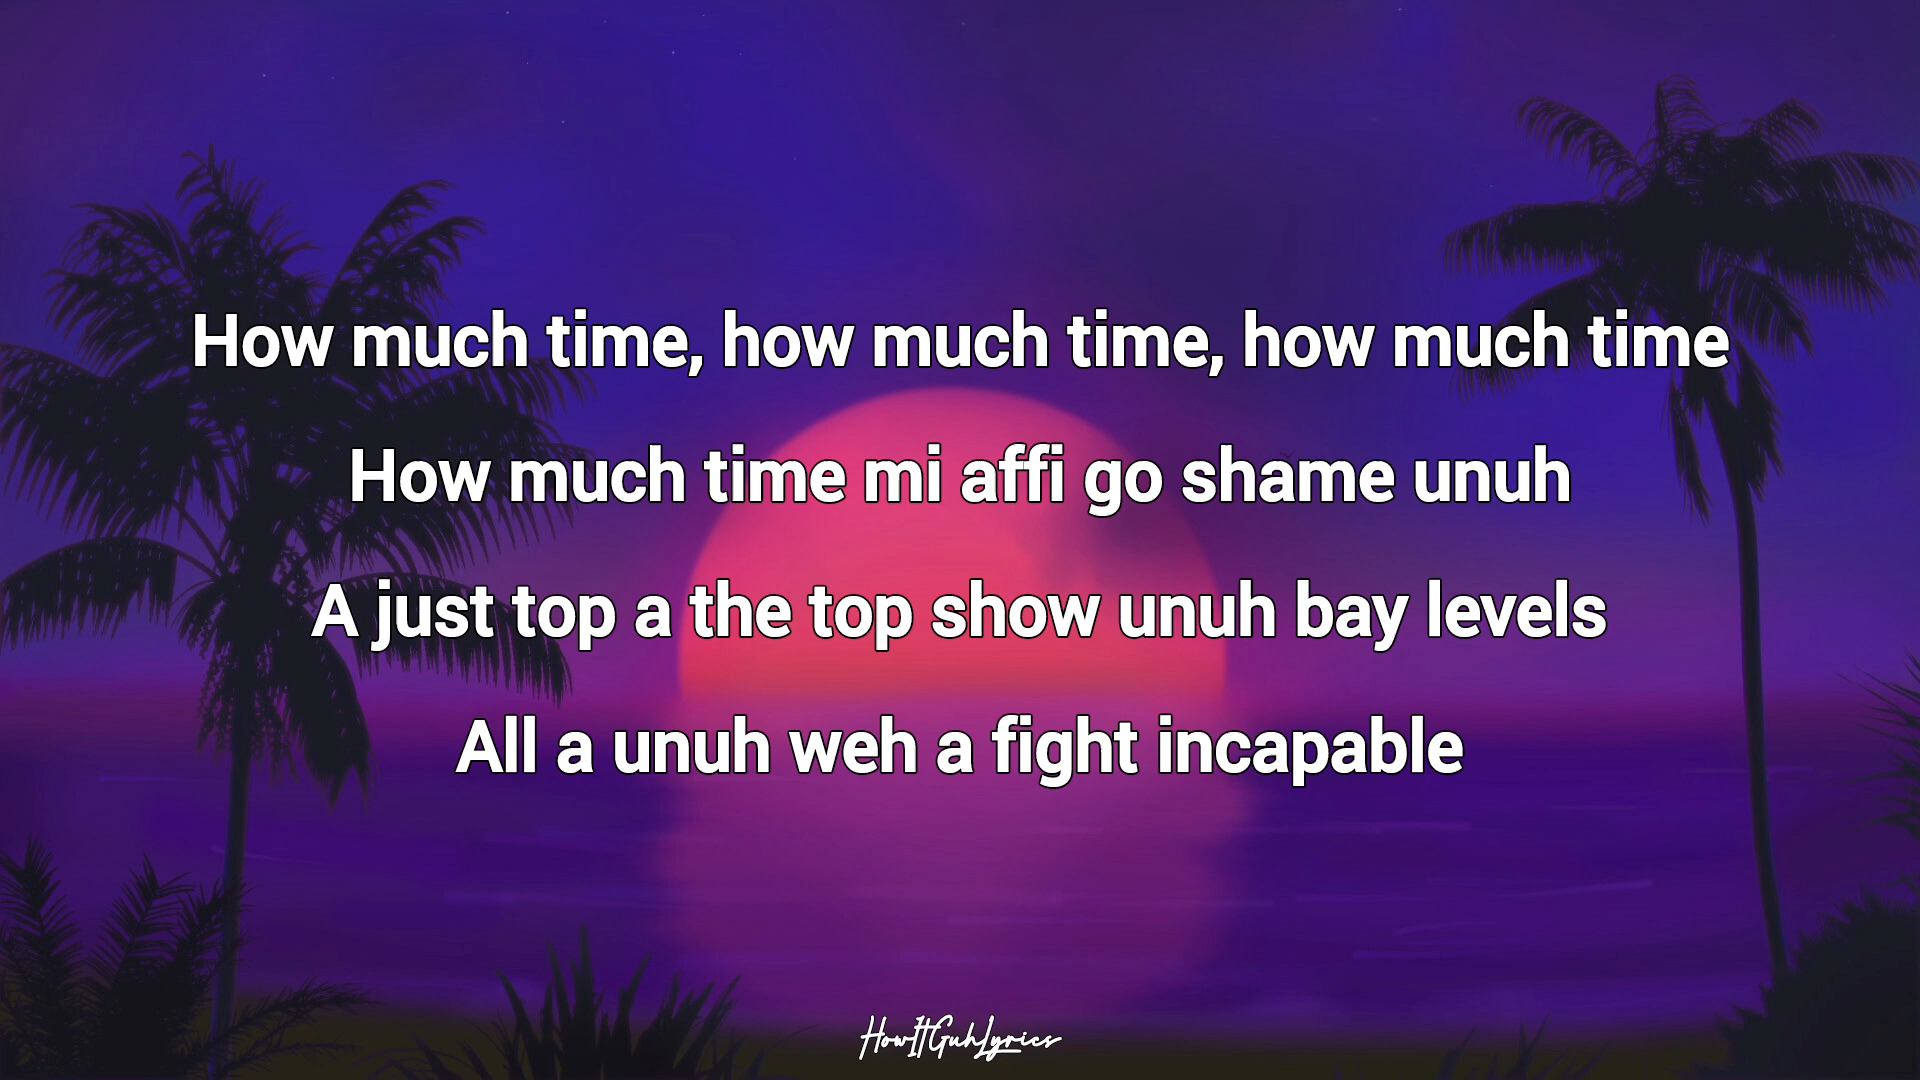 How much time, how much time, how much time
How much time mi affi go shame unuh
A just top a the top show unuh bay levels
All a unuh weh a fight incapable
HowItGuhLyrics